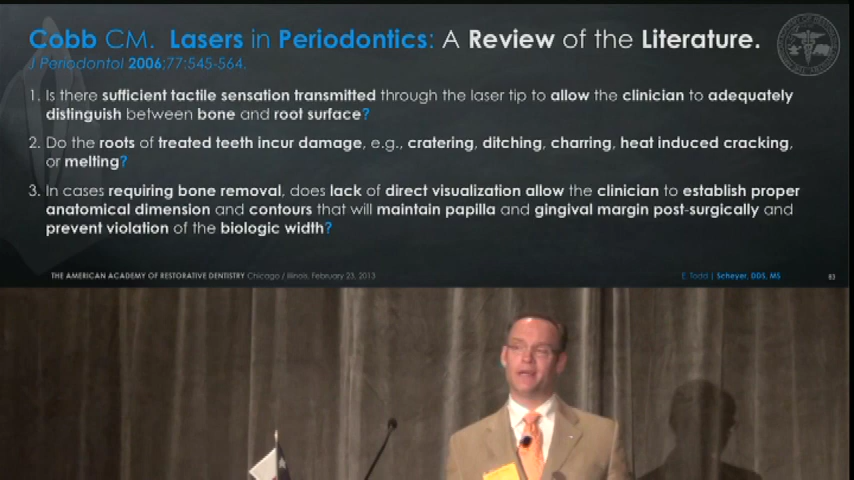 Cobb CM. Lasers in Periodontics: A Review of the Literature.
J Periodontol 2006;77:545-564.
1. Is there sufficient tactile sensation transmitted through the laser tip to allow the clinician to adequately
distinguish between bone and root surface?
2. Do the roots of treated teeth incur damage, e.g., cratering, ditching, charring, heat induced cracking,
or melting?
3. In cases requiring bone removal, does lack of direct visualization allow the clinician to establish proper
anatomical dimension and contours that will maintain papilla and gingival margin post-surgically and
prevent violation of the biologic width?
THE AMERICAN ACADEMY OF RESTORATIVE DENTISTRY Chicago / Illinois, February 23, 2013
E. Todd | Scheyer, DDS, MS
83